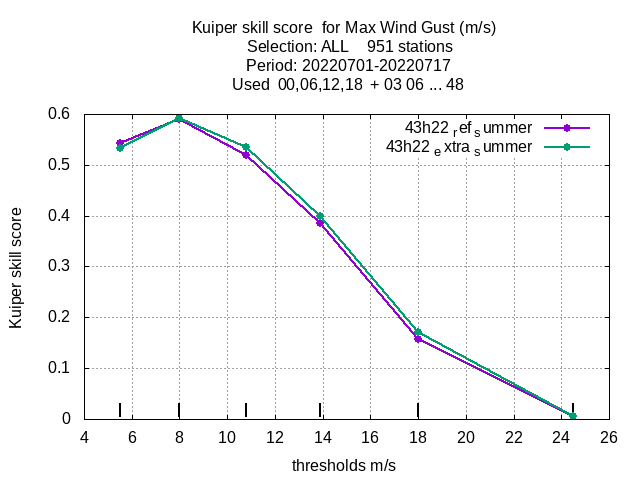 Kuiper skill score  for Max Wind Gust (m/s)
Selection: ALL    951 stations
Period: 20220701-20220717
Used  00,06,12,18  + 03 06 ... 48
43h22 ref summer
43h22 extra summer
0.6
0.5
0.4
0.3
0.2
0.1
0
Kuiper skill score
4 6 8 10 12 14 16 18 20 22 24 26
thresholds m/s